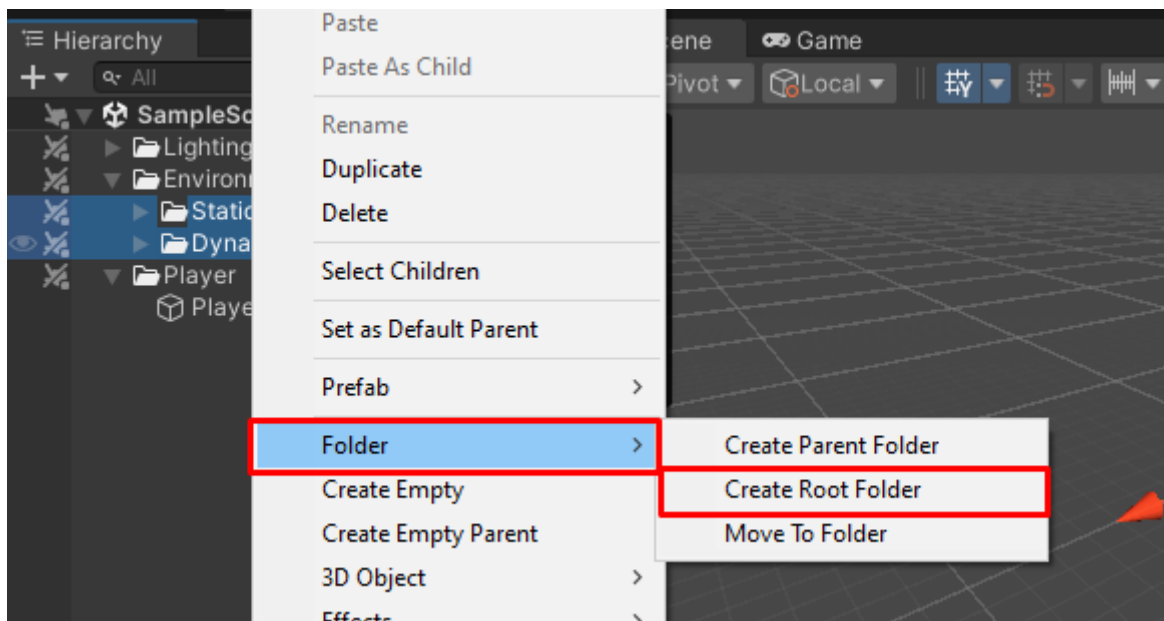 Hierarchy
All
SampleSc
Lighting
Environ
Static
Dyna
Player
Playe
Paste
Paste As Child
Rename
Duplicate
Delete
Select Children
Set as Default Parent
Prefab
Folder
Create Empty
Create Empty Parent
3D Object
Effects
Create Parent Folder
Create Root Folder
Move To Folder
ene
Game
Pivot
Local